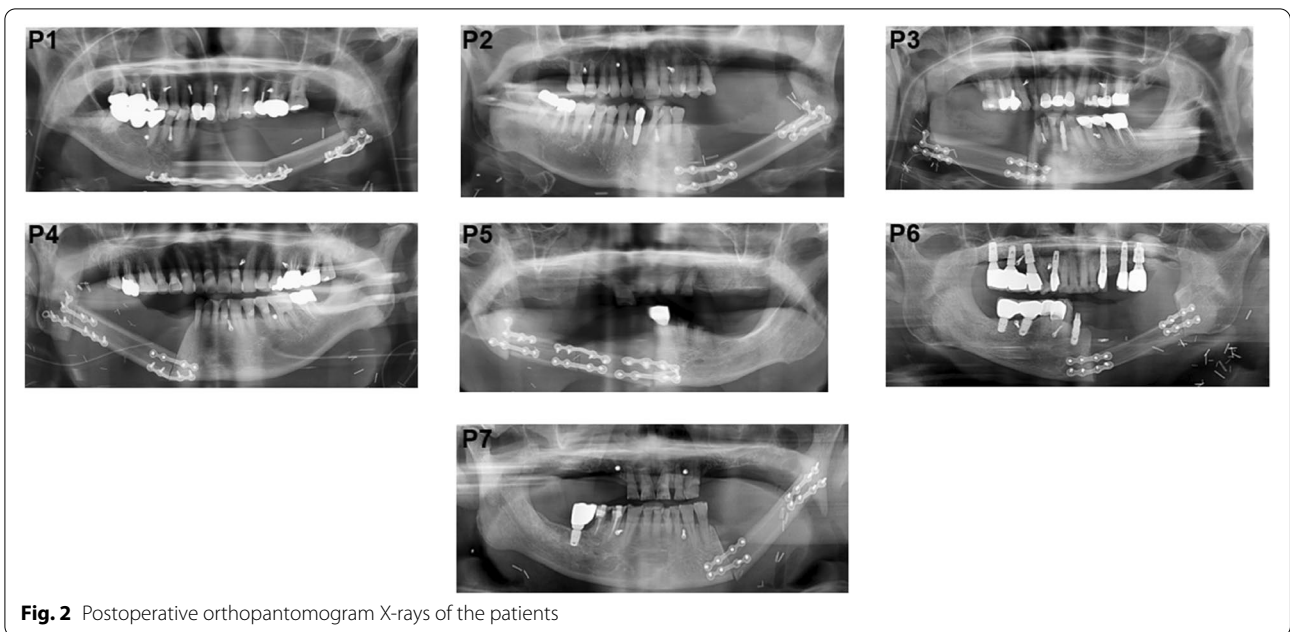 P1
P2
P3
P4
P5
P6
P7
Fig. 2 Postoperative orthopantomogram X-rays of the patients